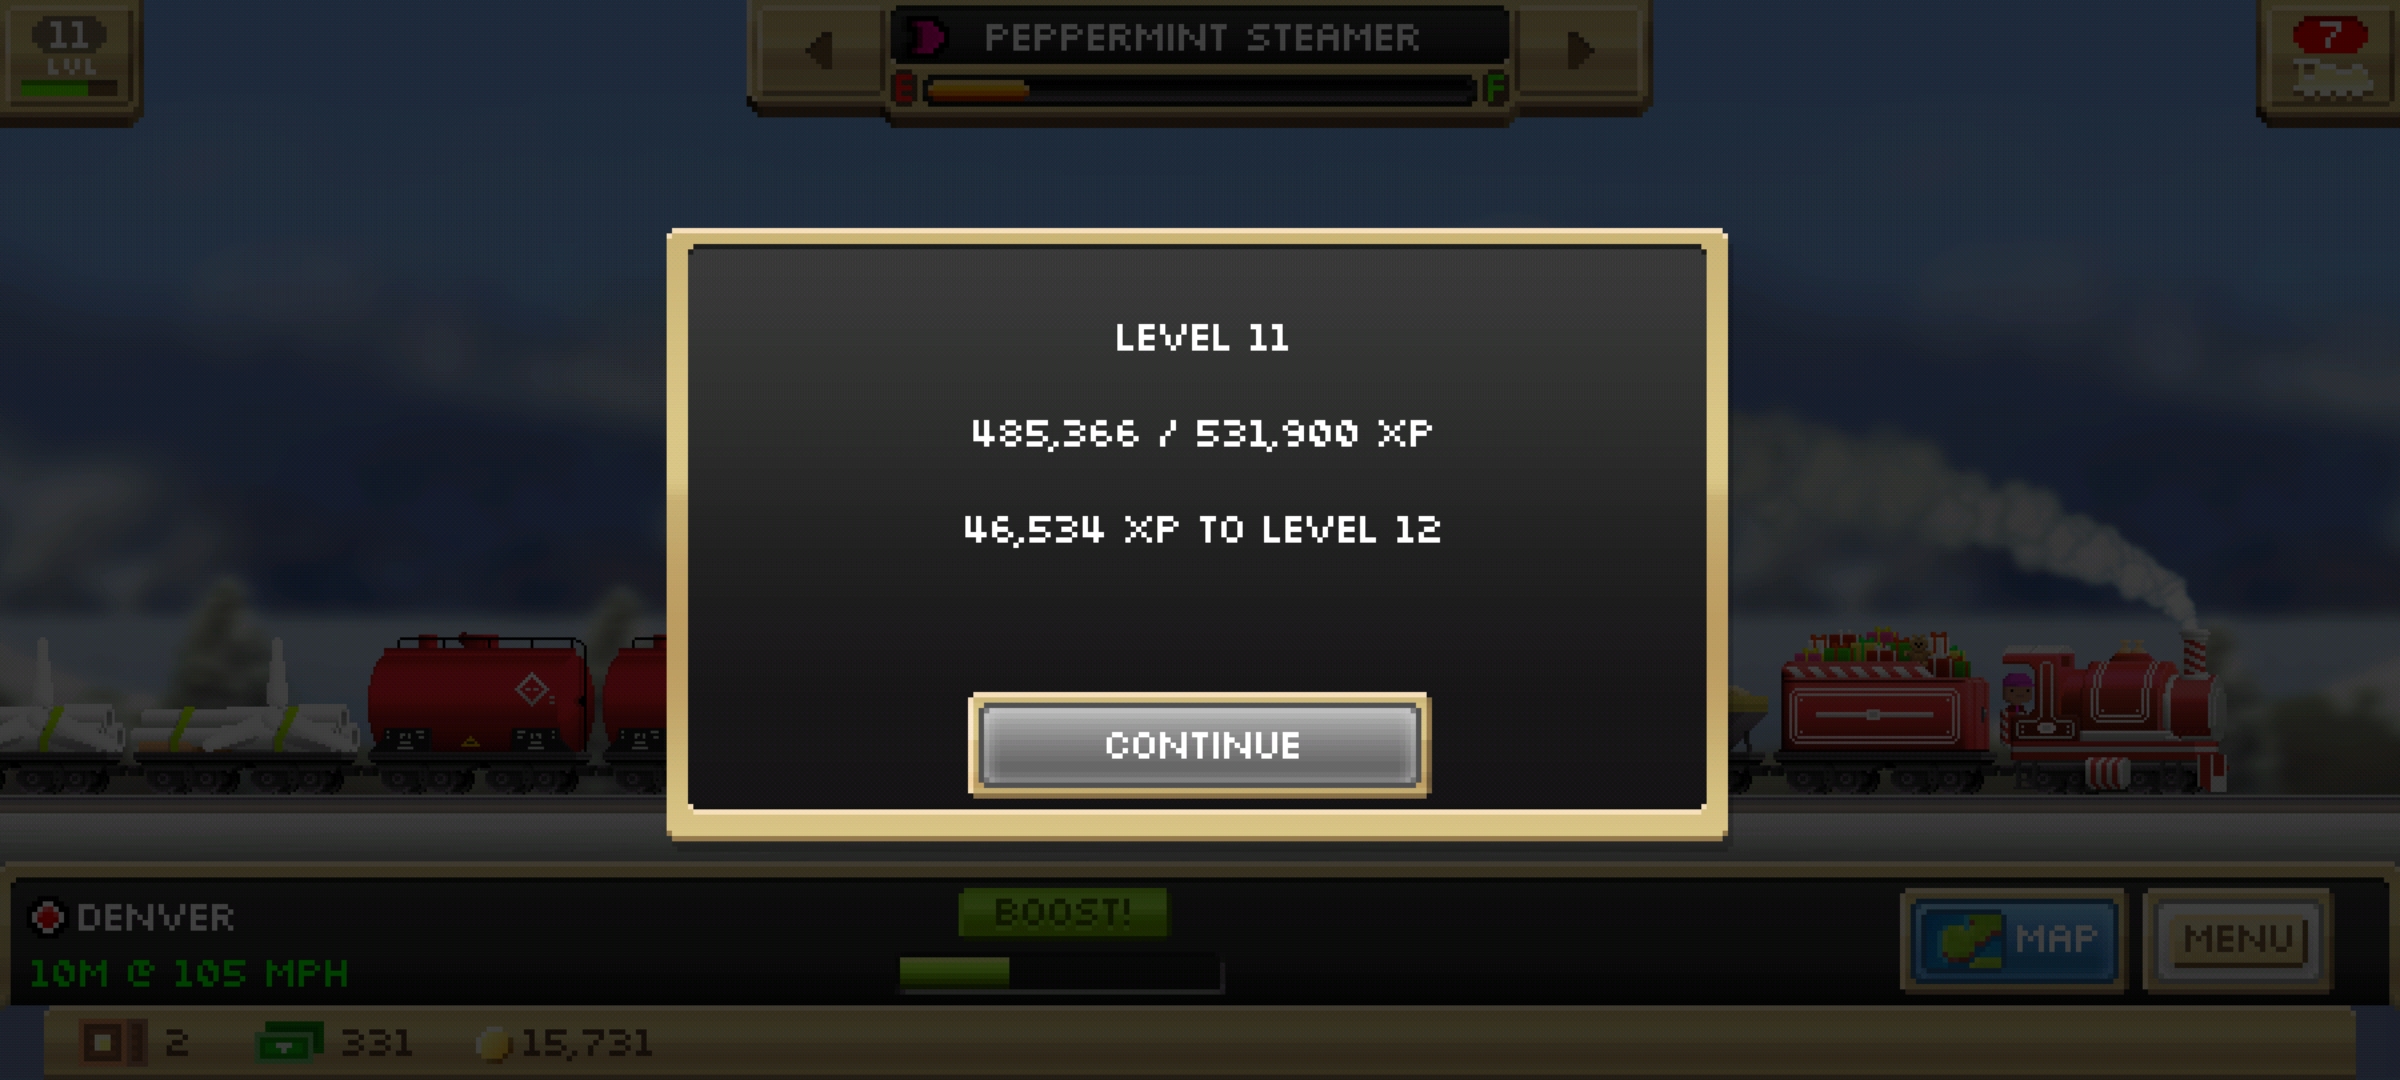 11
LVL
PEPPERMINT STEAMER
E
F
7
LEVEL 11
485,366 / 531,900 XP
46,534 XP TO LEVEL 12
CONTINUE
DENVER
10M @ 105 MPH
BOOST!
MAP
MENU
2
331
15,731